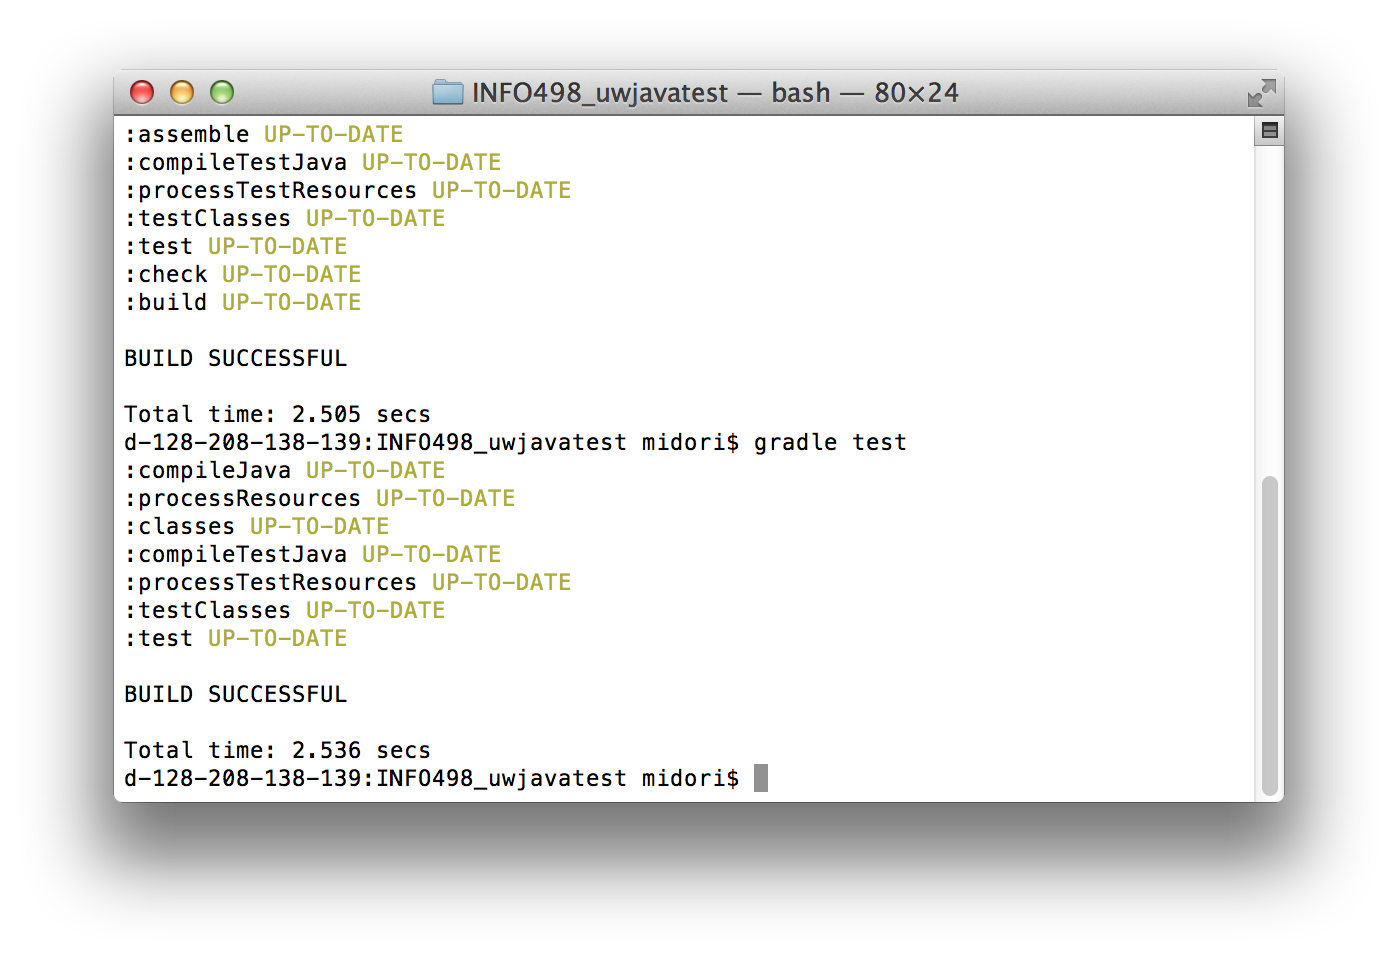 INFO498_uwjavatest — bash — 80×24
:assemble UP-TO-DATE
:compileTestJava UP-TO-DATE
:processTestResources UP-TO-DATE
:testClasses UP-TO-DATE
:test UP-TO-DATE
:check UP-TO-DATE
:build UP-TO-DATE
BUILD SUCCESSFUL
Total time: 2.505 secs
d-128-208-138-139:INFO498_uwjavatest midori$ gradle test
:compileJava UP-TO-DATE
:processResources UP-TO-DATE
:classes UP-TO-DATE
:compileTestJava UP-TO-DATE
:processTestResources UP-TO-DATE
:testClasses UP-TO-DATE
:test UP-TO-DATE
BUILD SUCCESSFUL
Total time: 2.536 secs
d-128-208-138-139:INFO498_uwjavatest midori$